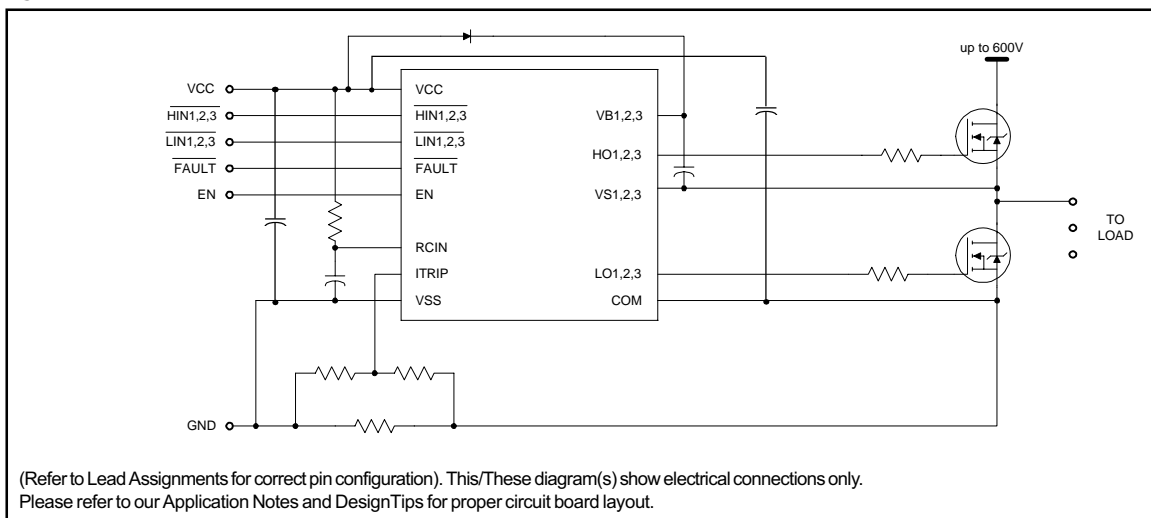 up to 600V
VCC
HIN1,2,3
LIN1,2,3
FAULT
EN
GND
VCC
HIN1,2,3
LIN1,2,3
FAULT
EN
RCIN
ITRIP
VSS
VB1,2,3
HO1,2,3
VS1,2,3
LO1,2,3
COM
TO
LOAD
(Refer to Lead Assignments for correct pin configuration). This/These diagram(s) show electrical connections only.
Please refer to our Application Notes and DesignTips for proper circuit board layout.